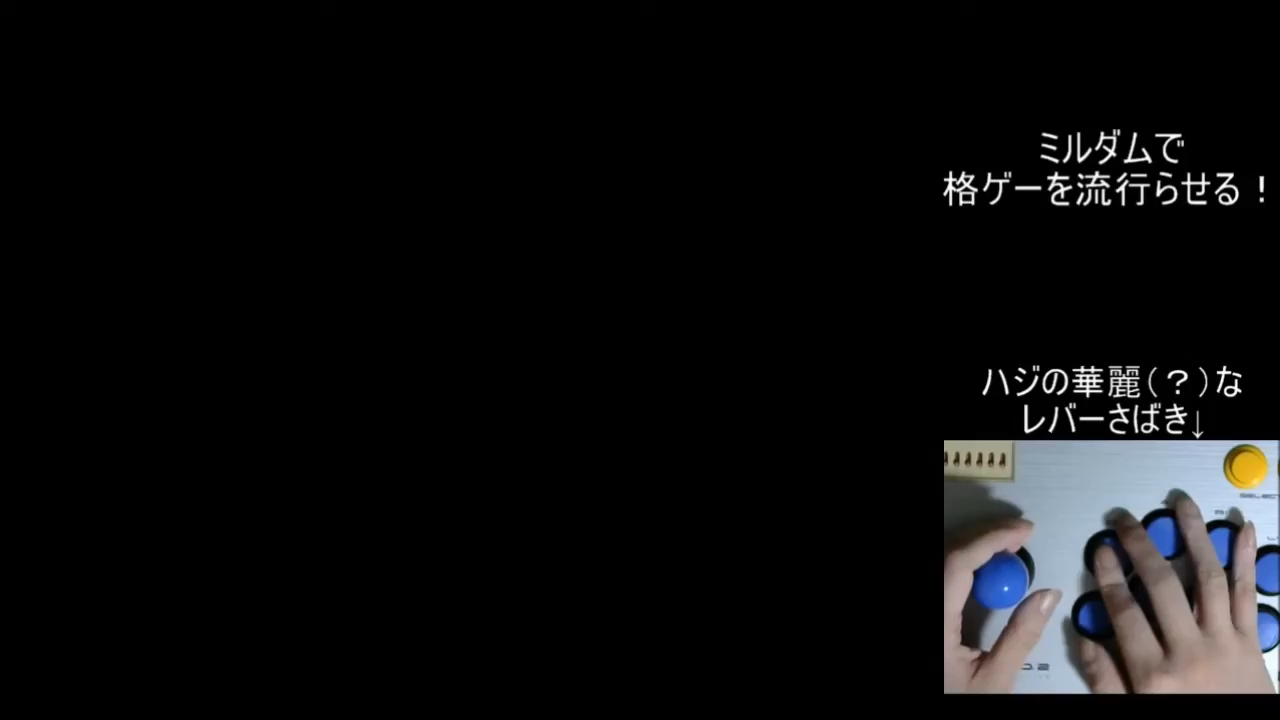 ミルダムで
格ゲーを流行らせる！
ハジの華麗（？）な
レバーさばき↓